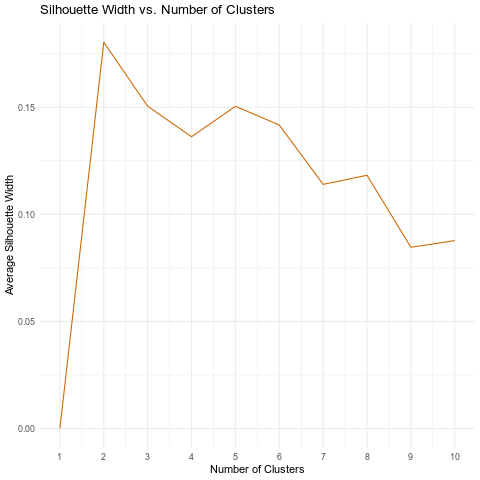 Silhouette Width vs. Number of Clusters
Average Silhouette Width
0.15
0.10
0.05
0.00
1 2 3 4 5 6 7 8 9 10
Number of Clusters